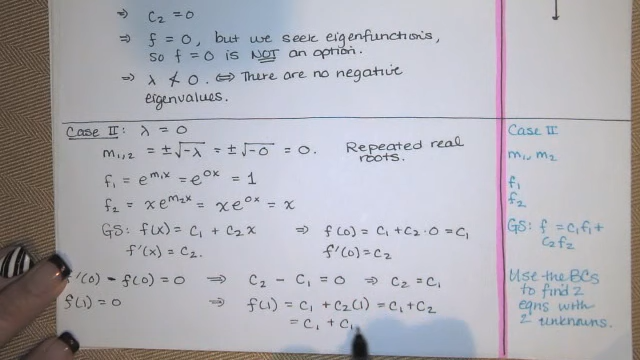 ⇒ C₂ = 0
⇒ f = 0, but we seek eigenfunctions,
so f = 0 is NOT an option.
⇒ λ ≮ 0. ⇔ There are no negative
eigenvalues.
Case II: λ = 0
m₁,₂ = ±√-λ = ±√-0 = 0. Repeated real
roots.
f₁ = e^{m₁x} = e^{0x} = 1
f₂ = xe^{m₂x} = xe^{0x} = x
GS: f(x) = C₁ + C₂x ⇒ f(0) = C₁ + C₂·0 = C₁
f'(x) = C₂. f'(0) = C₂
f'(0) - f(0) = 0 ⇒ C₂ - C₁ = 0 ⇒ C₂ = C₁
f(1) = 0 ⇒ f(1) = C₁ + C₂(1) = C₁ + C₂
= C₁ + C₁
Case II
m₁, m₂
f₁
f₂
GS: f = C₁f₁ +
C₂f₂
Use the BCs
to find 2
eqns with
2 unknowns.